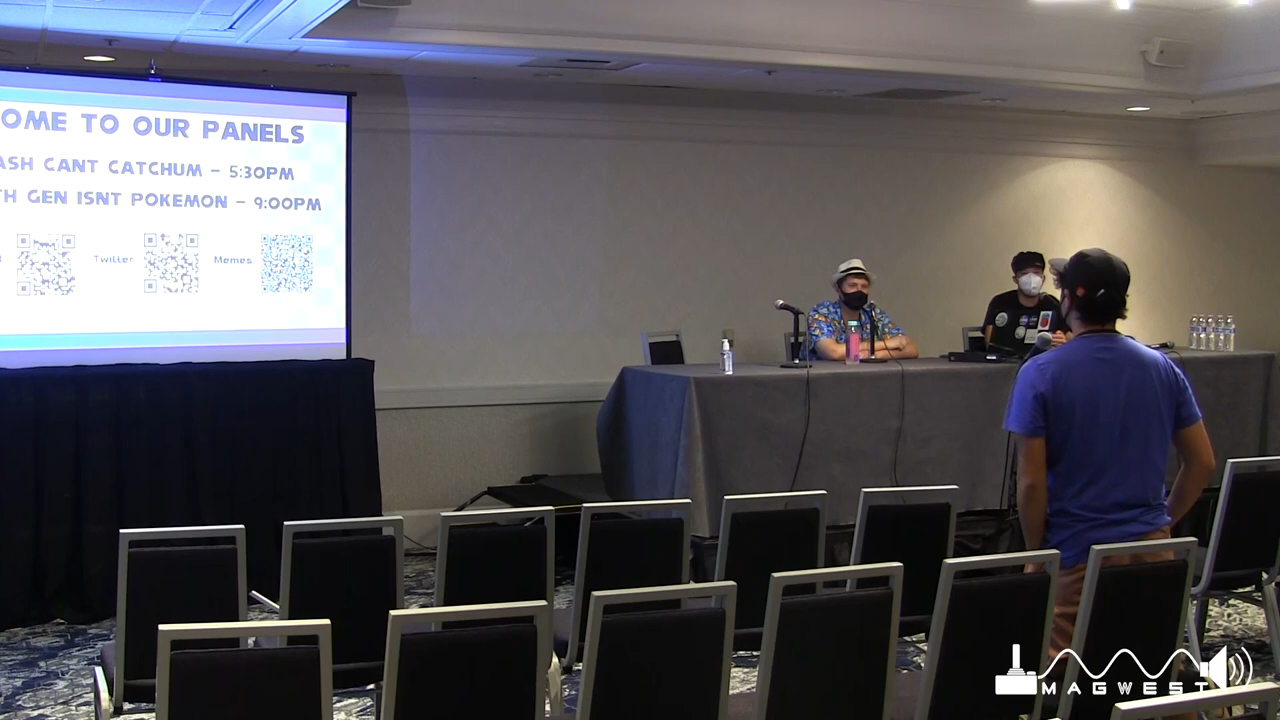 OME TO OUR PANELS
ASH CANT CATCHUM - 5:30PM
TH GEN ISNT POKEMON - 9:00PM
Twitter Memes
MAGWEST